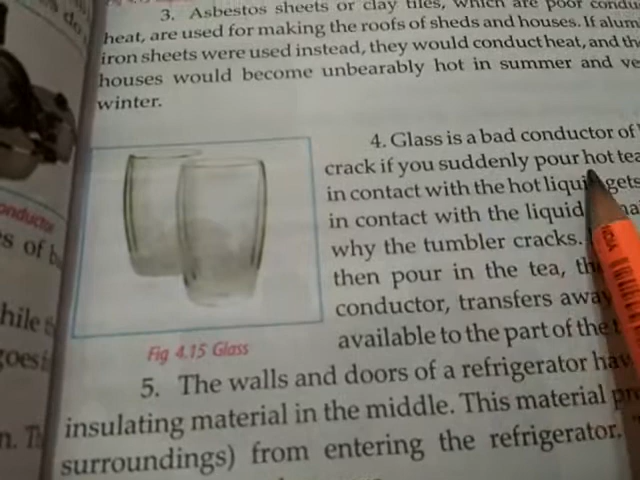 3. Asbestos sheets or clay tiles, which are poor condu
heat, are used for making the roofs of sheds and houses. If alum
iron sheets were used instead, they would conduct heat, and th
houses would become unbearably hot in summer and ve
winter.
4. Glass is a bad conductor of
crack if you suddenly pour hot tea
in contact with the hot liqui gets
in contact with the liquid
why the tumbler cracks.
then pour in the tea, th
conductor, transfers away
available to the part of the t
Fig 4.15 Glass
5. The walls and doors of a refrigerator hav
insulating material in the middle. This material pr
surroundings) from entering the refrigerator.
onductor
s of b
hile
goes i
n. Th